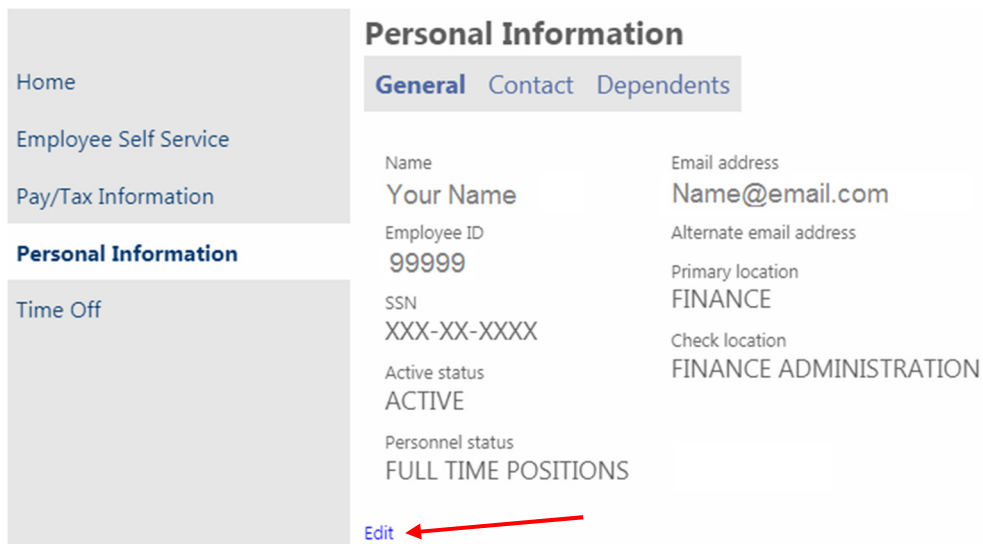 Personal Information
General Contact Dependents
Home
Employee Self Service
Pay/Tax Information
Personal Information
Time Off
Name
Your Name
Employee ID
99999
SSN
XXX-XX-XXXX
Active status
ACTIVE
Personnel status
FULL TIME POSITIONS
Email address
Name@email.com
Alternate email address
Primary location
FINANCE
Check location
FINANCE ADMINISTRATION
Edit